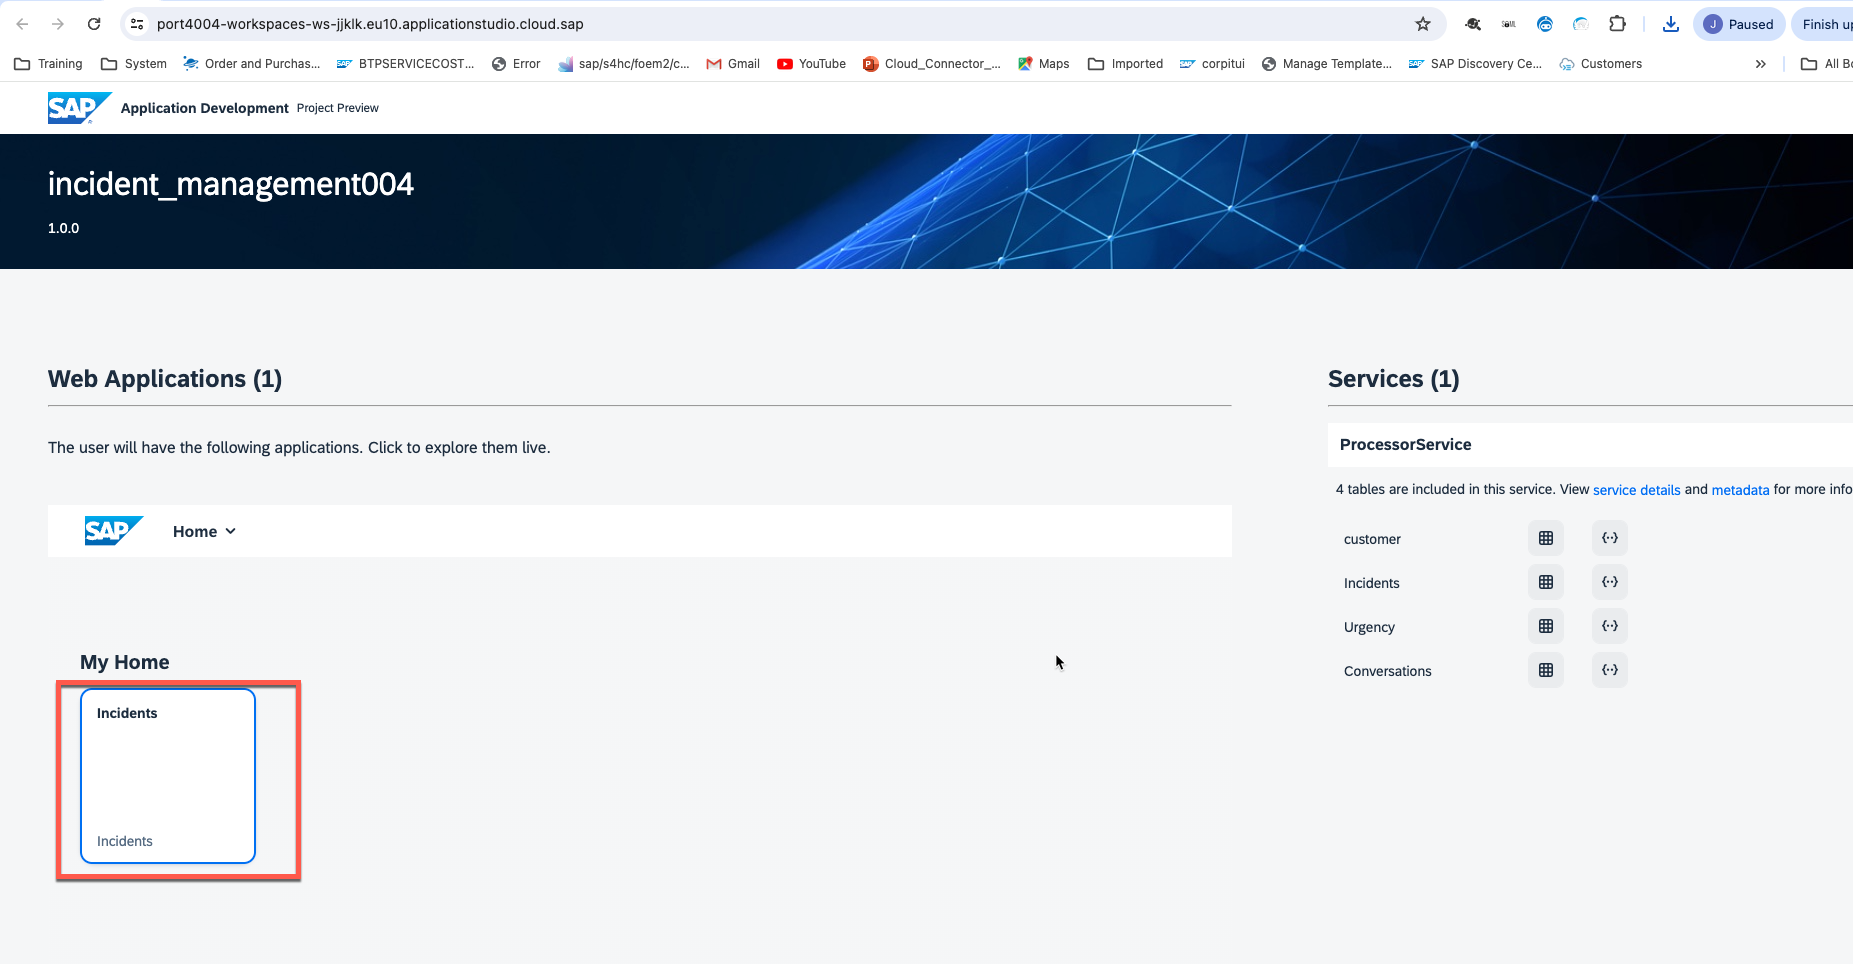 port4004-workspaces-ws-jjklk.eu10.applicationstudio.cloud.sap
J Paused
Finish up
Training
System
Order and Purchas...
BTPSERVICECOST...
Error
sap/s4hc/foem2/c...
Gmail
YouTube
Cloud_Connector_...
Maps
Imported
corpitui
Manage Template...
SAP Discovery Ce...
Customers
»
All Bo
SAP Application Development Project Preview
incident_management004
1.0.0
Web Applications (1)
The user will have the following applications. Click to explore them live.
SAP Home
My Home
Incidents
Incidents
Services (1)
ProcessorService
4 tables are included in this service. View service details and metadata for more info
customer
Incidents
Urgency
Conversations